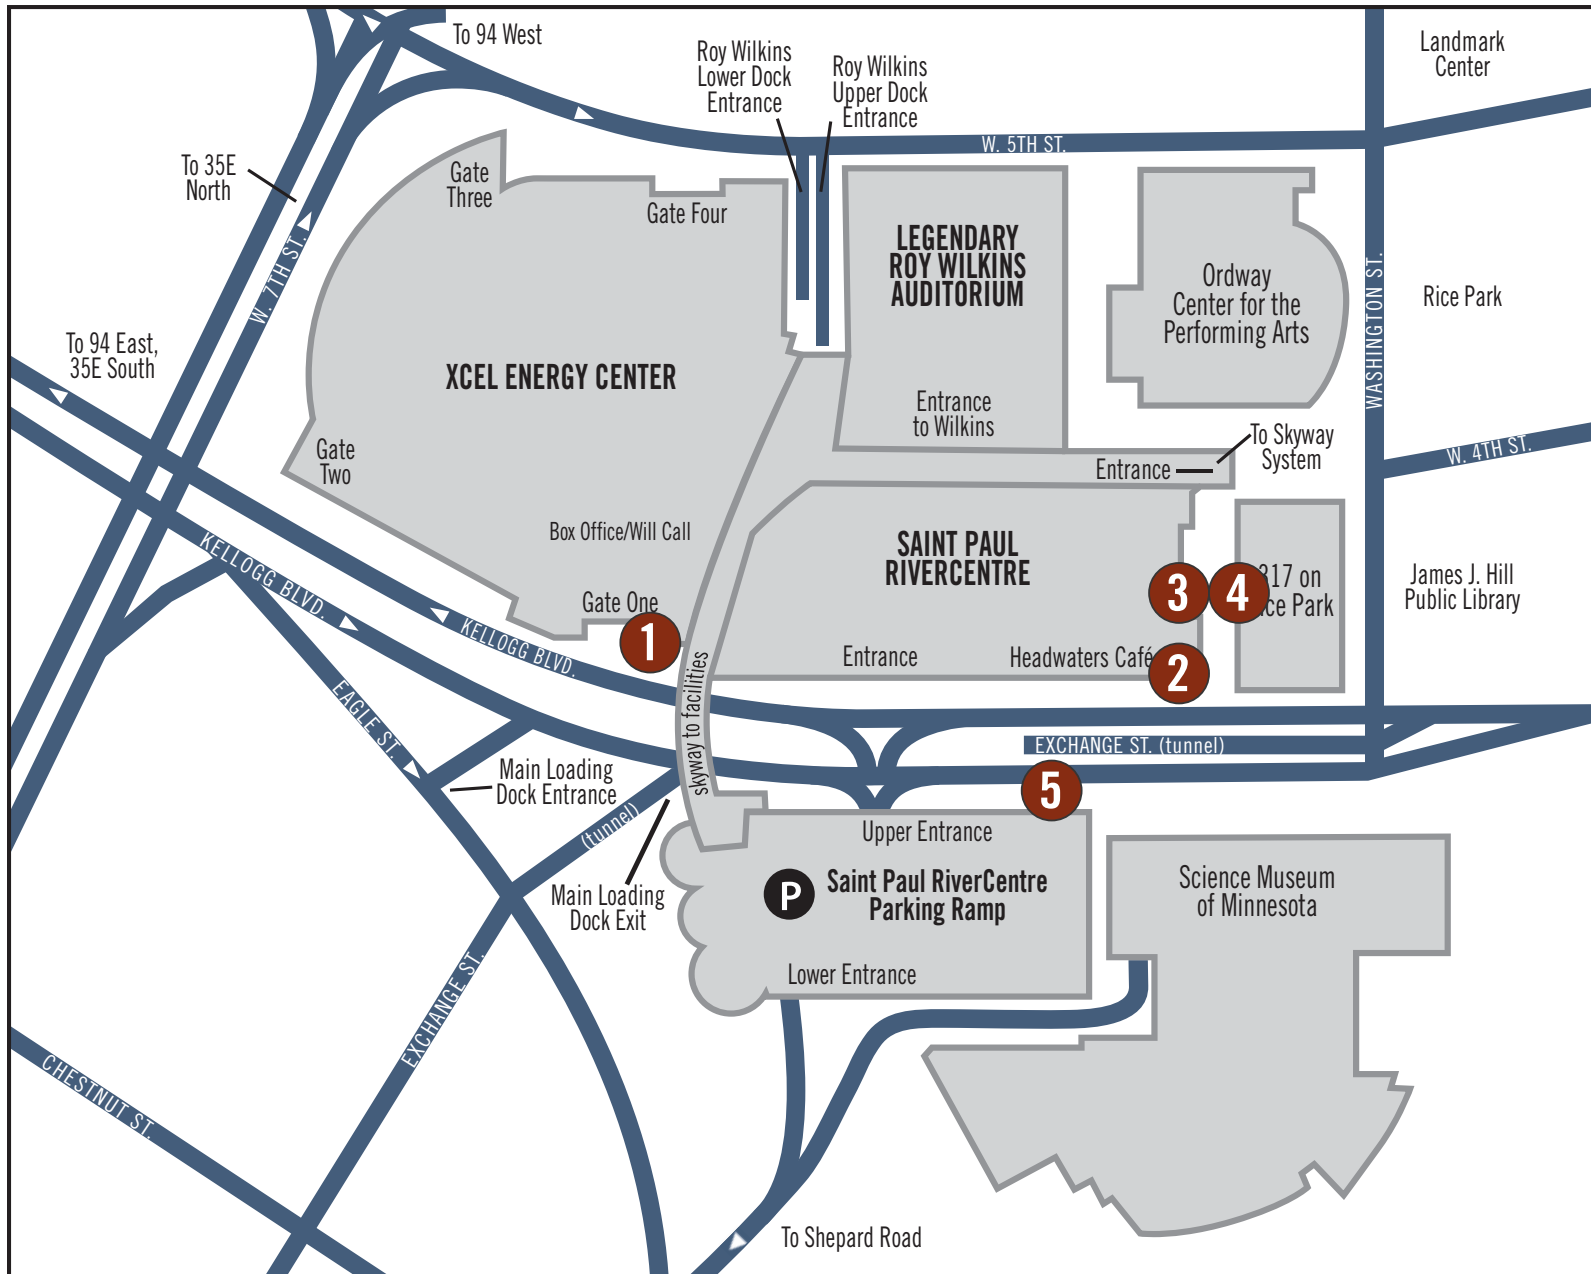 To 94 West
Roy Wilkins
Lower Dock
Entrance
Roy Wilkins
Upper Dock
Entrance
Landmark
Center
W. 5TH ST.
To 35E
North
Gate
Three
Gate Four
W. 7TH ST.
LEGENDARY
ROY WILKINS
AUDITORIUM
Ordway
Center for the
Performing Arts
WASHINGTON ST.
Rice Park
To 94 East,
35E South
XCEL ENERGY CENTER
Entrance
to Wilkins
Gate
Two
Entrance
To Skyway
System
W. 4TH ST.
Box Office/Will Call
SAINT PAUL
RIVERCENTRE
KELLOGG BLVD.
Gate One
1
KELLOGG BLVD.
3
4
317 on
Park
James J. Hill
Public Library
Entrance
Headwaters Café
2
skyway to facilities
EAGLE ST.
EXCHANGE ST. (tunnel)
Main Loading
Dock Entrance
5
(tunnel)
Upper Entrance
Main Loading
Dock Exit
P
Saint Paul RiverCentre
Parking Ramp
Science Museum
of Minnesota
Lower Entrance
EXCHANGE ST.
CHESTNUT ST.
To Shepard Road